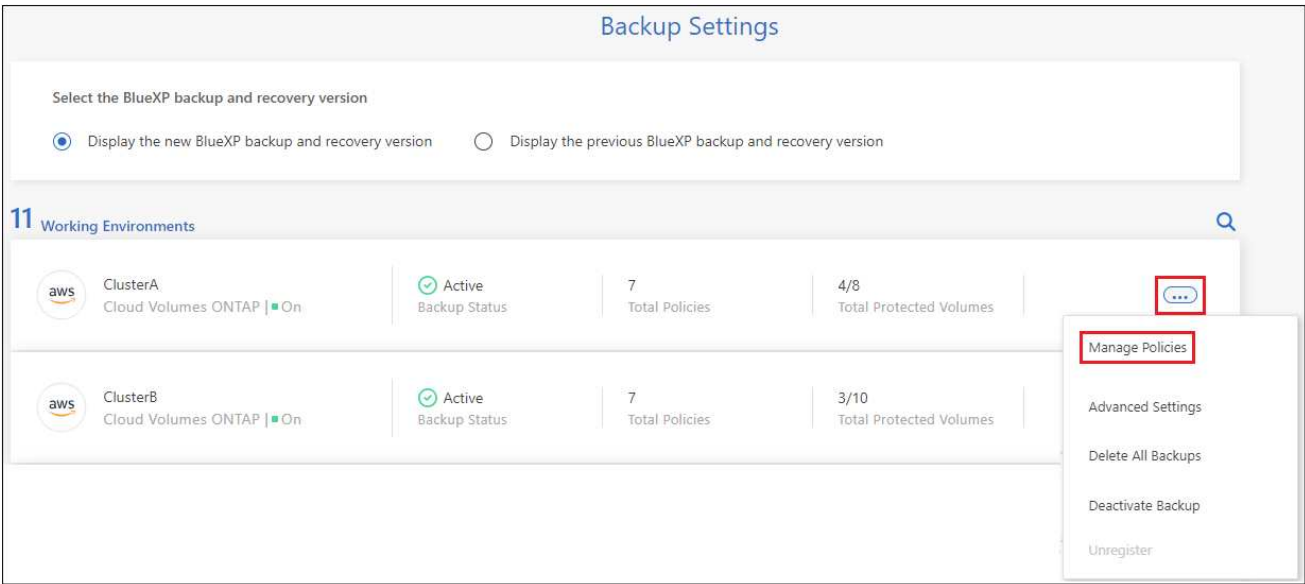 Backup Settings
Select the BlueXP backup and recovery version
Display the new BlueXP backup and recovery version
Display the previous BlueXP backup and recovery version
11 Working Environments
aws
ClusterA
Cloud Volumes ONTAP | On
Active
Backup Status
7
Total Policies
4/8
Total Protected Volumes
...
Manage Policies
aws
ClusterB
Cloud Volumes ONTAP | On
Active
Backup Status
7
Total Policies
3/10
Total Protected Volumes
Advanced Settings
Delete All Backups
Deactivate Backup
Unregister